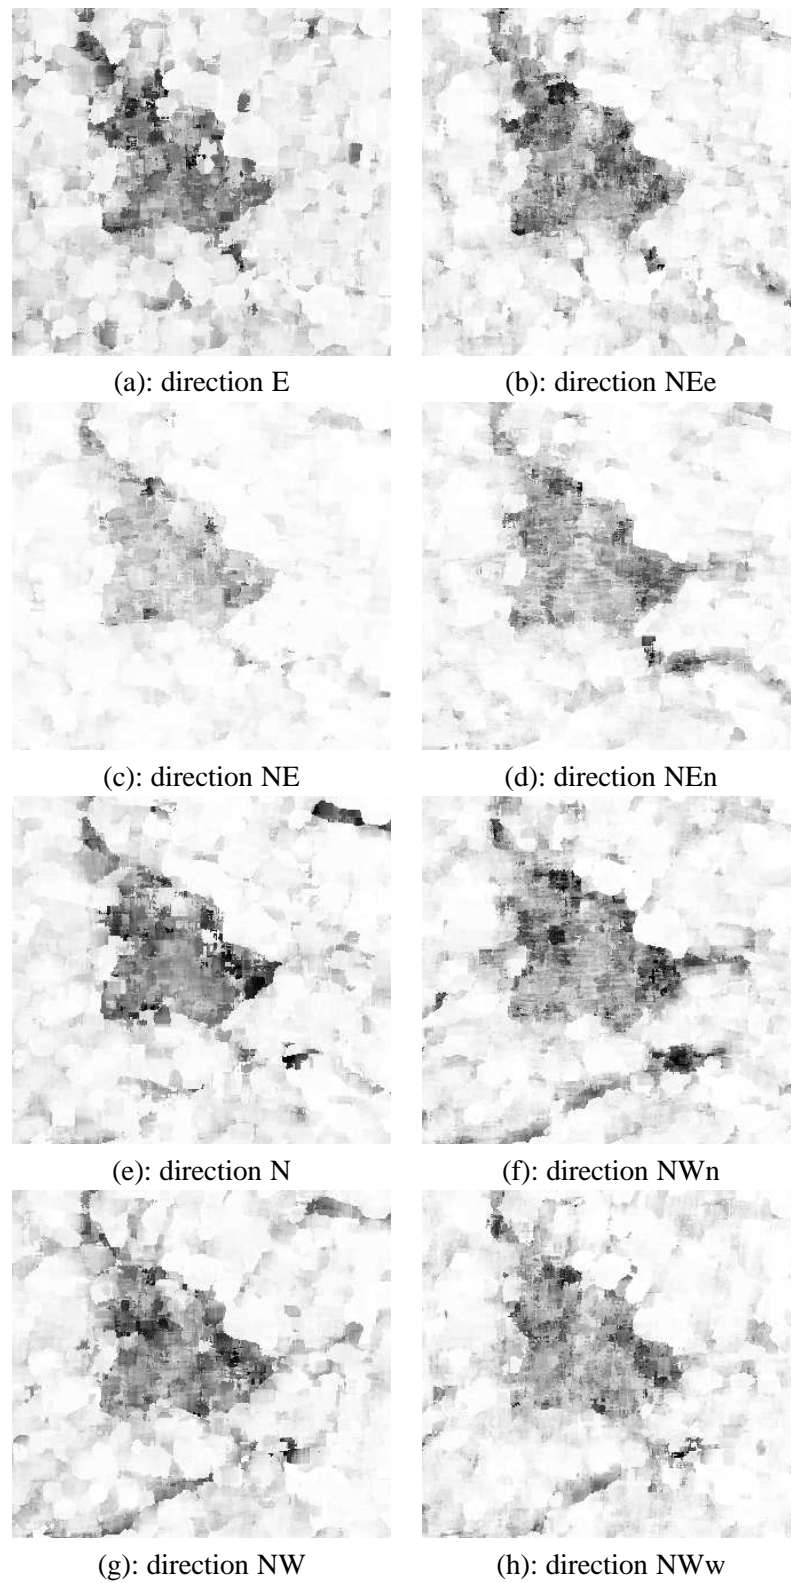 (a): direction E
(b): direction NEe
(c): direction NE
(d): direction NEn
(e): direction N
(f): direction NWn
(g): direction NW
(h): direction NWw